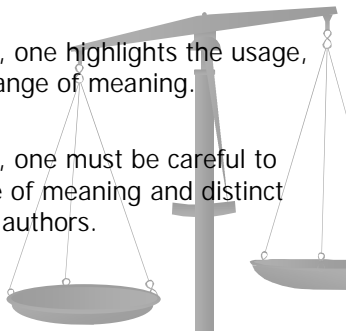 , one highlights the usage,
ange of meaning.
, one must be careful to
e of meaning and distinct
authors.